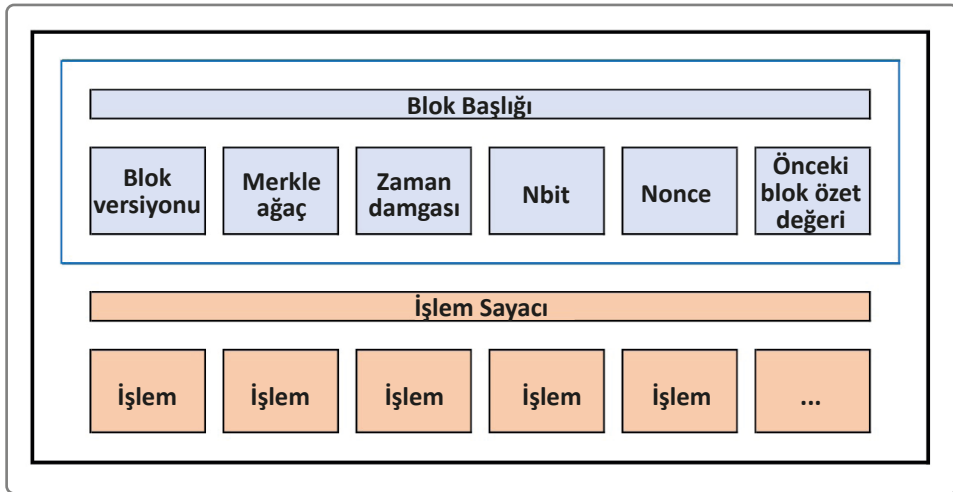 Blok Başlığı
Blok
versiyonu
Merkle
ağaç
Zaman
damgası
Nbit
Nonce
Önceki
blok özet
değeri
İşlem Sayacı
İşlem
İşlem
İşlem
İşlem
İşlem
...